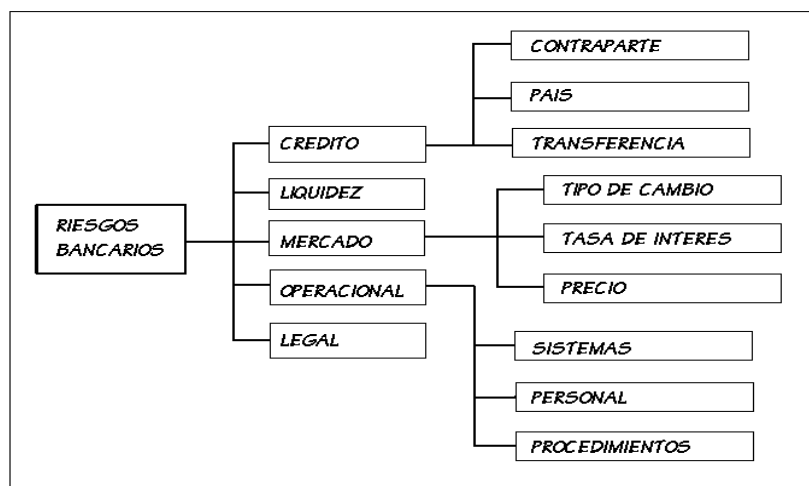 RIESGOS
BANCARIOS
CREDITO
LIQUIDEZ
MERCADO
OPERACIONAL
LEGAL
CONTRAPARTE
PAIS
TRANSFERENCIA
TIPO DE CAMBIO
TASA DE INTERES
PRECIO
SISTEMAS
PERSONAL
PROCEDIMIENTOS